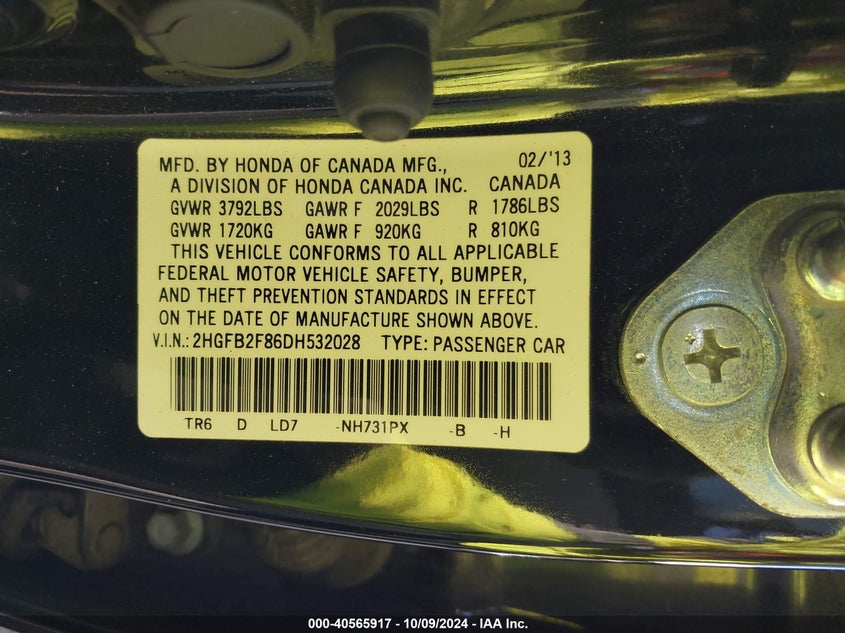 MFD. BY HONDA OF CANADA MFG., 02/'13
A DIVISION OF HONDA CANADA INC. CANADA
GVWR 3792LBS GAWR F 2029LBS R 1786LBS
GVWR 1720KG GAWR F 920KG R 810KG
THIS VEHICLE CONFORMS TO ALL APPLICABLE
FEDERAL MOTOR VEHICLE SAFETY, BUMPER,
AND THEFT PREVENTION STANDARDS IN EFFECT
ON THE DATE OF MANUFACTURE SHOWN ABOVE.
V.I.N.: 2HGFB2F86DH532028 TYPE: PASSENGER CAR
TR6 D LD7 -NH731PX -B -H
000-40565917 - 10/09/2024 - IAA Inc.